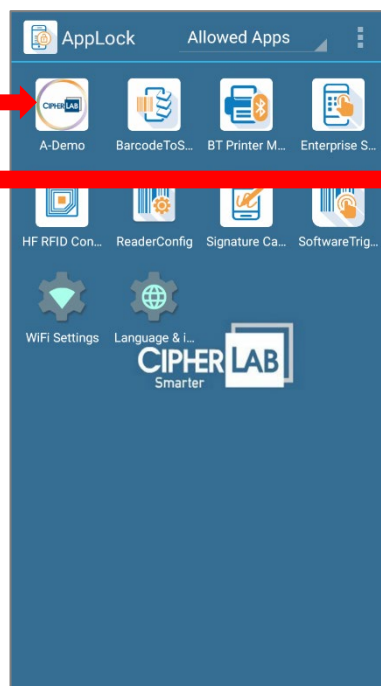 AppLock Allowed Apps
CIPHERLAB
A-Demo BarcodeToS... BT Printer M... Enterprise S...
HF RFID Con... ReaderConfig Signature Ca... SoftwareTrig...
WiFi Settings Language & i...
CIPHERLAB
Smarter